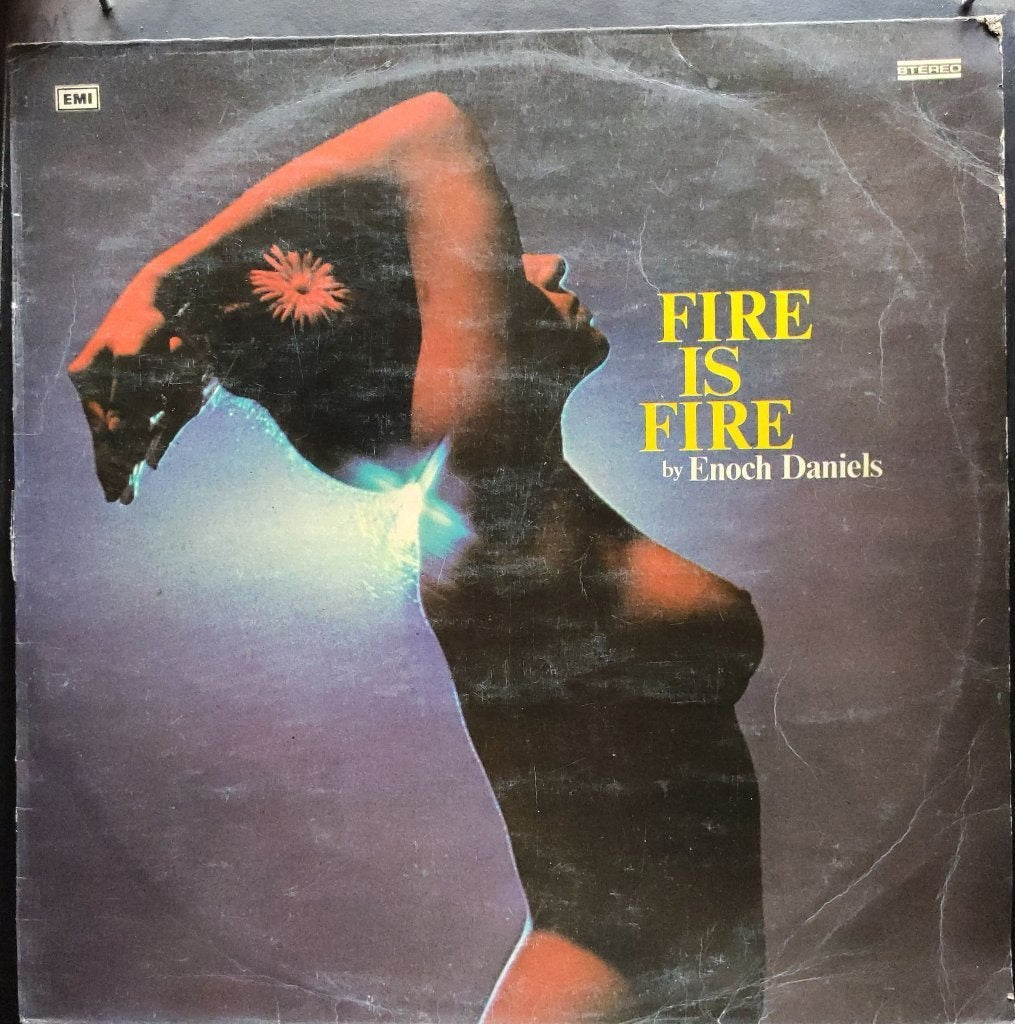 EMI
STEREO
FIRE
IS
FIRE
by Enoch Daniels